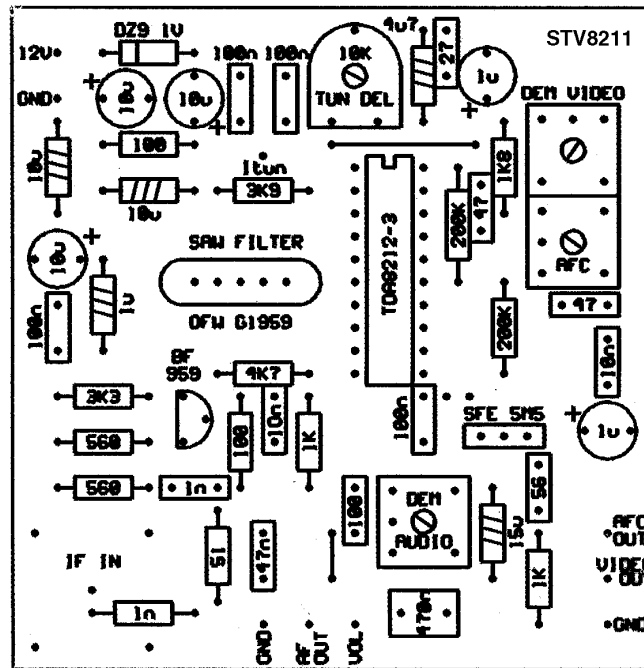 STV8211
DZ9 1V
12V
GND
10u
10u
100n
100n
10K
TUN DEL
4u7
27
1u
DEM VIDEO
10u
100
10u
Itun
3K9
TDA8212-3
200K
47
1K8
AFC
10u
1u
SAW FILTER
OFW G1959
100n
200K
47
10n
BF
959
4K7
3K3
560
560
100
10n
1K
100n
SFE 5M5
1u
1n
51
47n
100
DEM
AUDIO
15u
56
1K
IF IN
1n
470n
AFC
OUT
VIDEO
OUT
GND
GND
AF
OUT
VOL